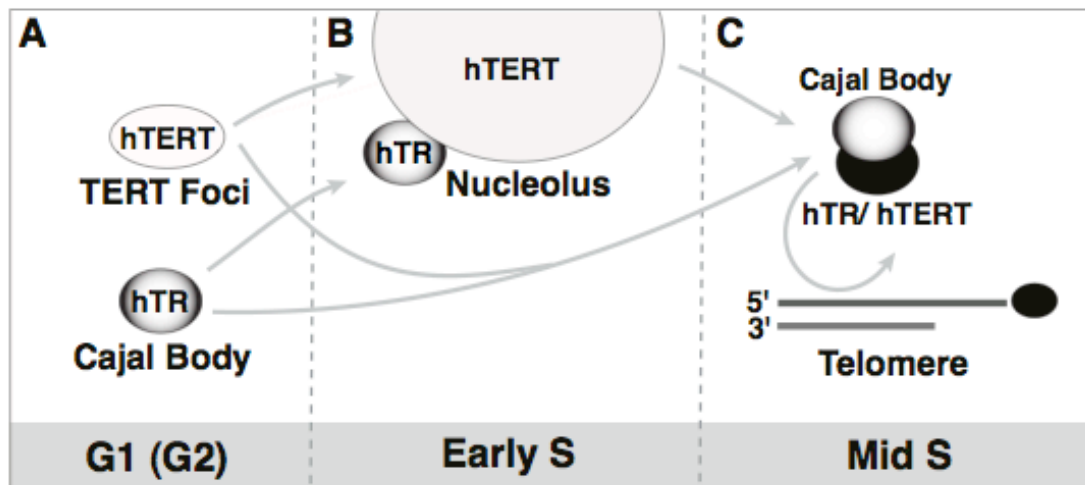 A
hTERT
TERT Foci
hTR
Cajal Body
G1 (G2)
B
hTERT
hTR
Nucleolus
Early S
C
Cajal Body
hTR/ hTERT
5'
3'
Telomere
Mid S